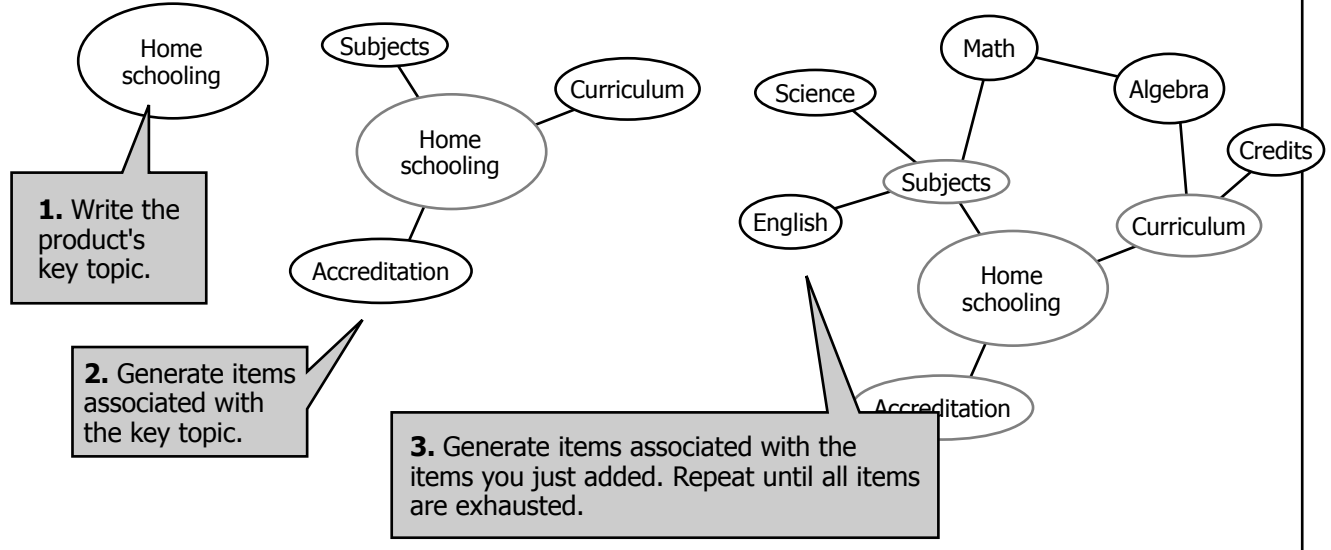 Home
schooling
1. Write the
product's
key topic.
Subjects
Curriculum
Home
schooling
Accreditation
2. Generate items
associated with
the key topic.
Math
Algebra
Science
Credits
Subjects
English
Curriculum
Home
schooling
Accreditation
3. Generate items associated with the
items you just added. Repeat until all items
are exhausted.